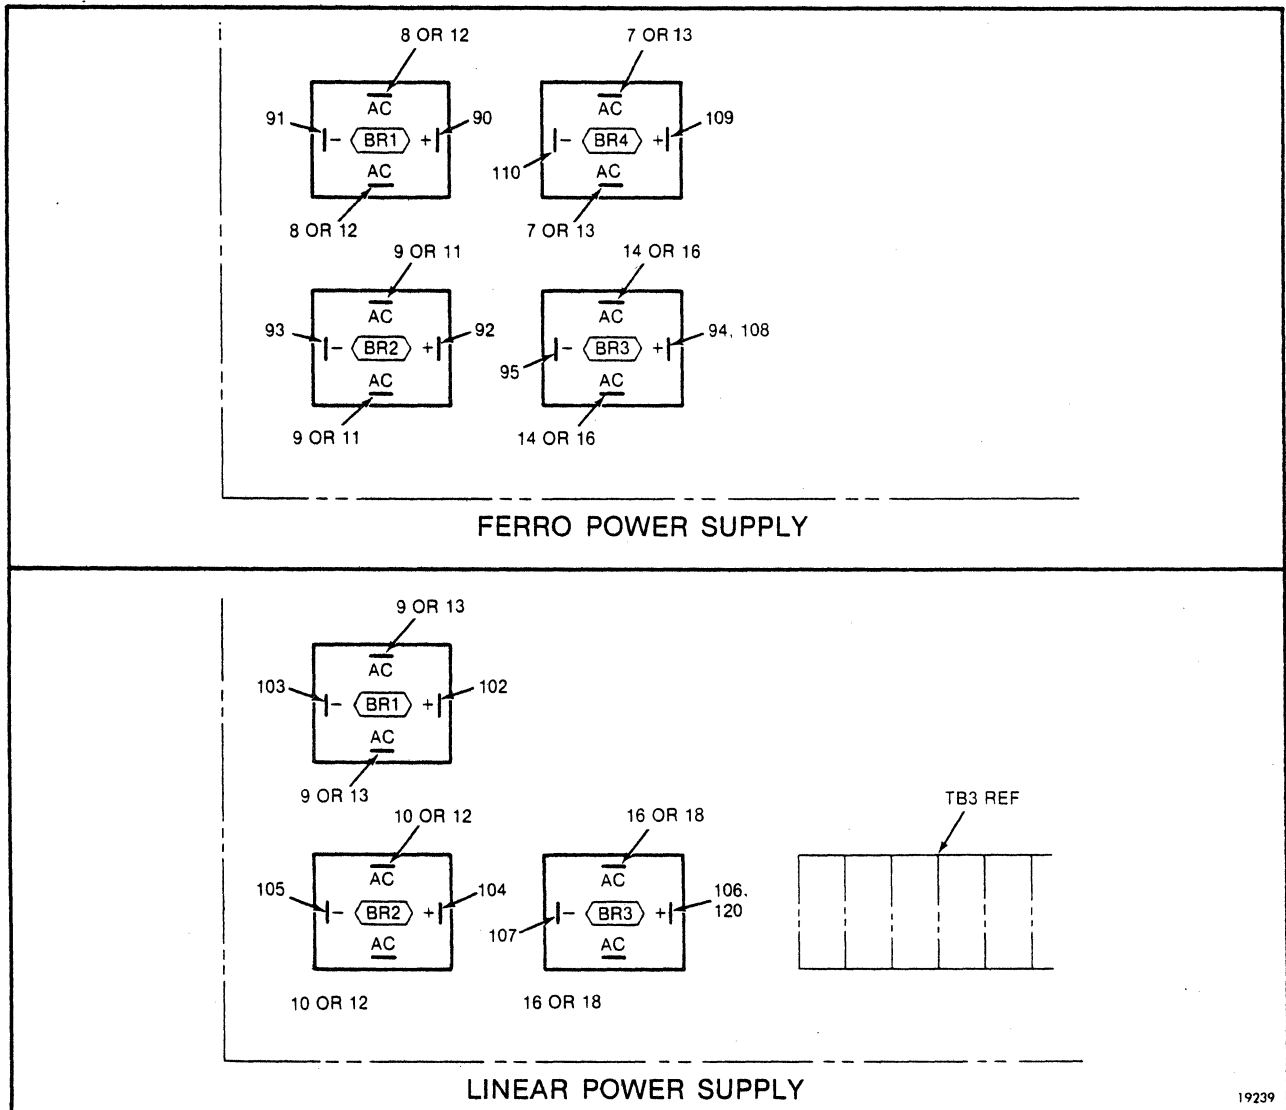 8 OR 12
7 OR 13
AC
AC
91
- BR1 +
90
- BR4 +
109
110
AC
AC
8 OR 12
7 OR 13
9 OR 11
14 OR 16
AC
AC
93
- BR2 +
92
- BR3 +
94, 108
95
AC
AC
9 OR 11
14 OR 16
FERRO POWER SUPPLY
9 OR 13
AC
103
- BR1 +
102
AC
9 OR 13
10 OR 12
16 OR 18
TB3 REF
AC
AC
105
- BR2 +
104
107
- BR3 +
106,
120
AC
AC
10 OR 12
16 OR 18
LINEAR POWER SUPPLY
19239